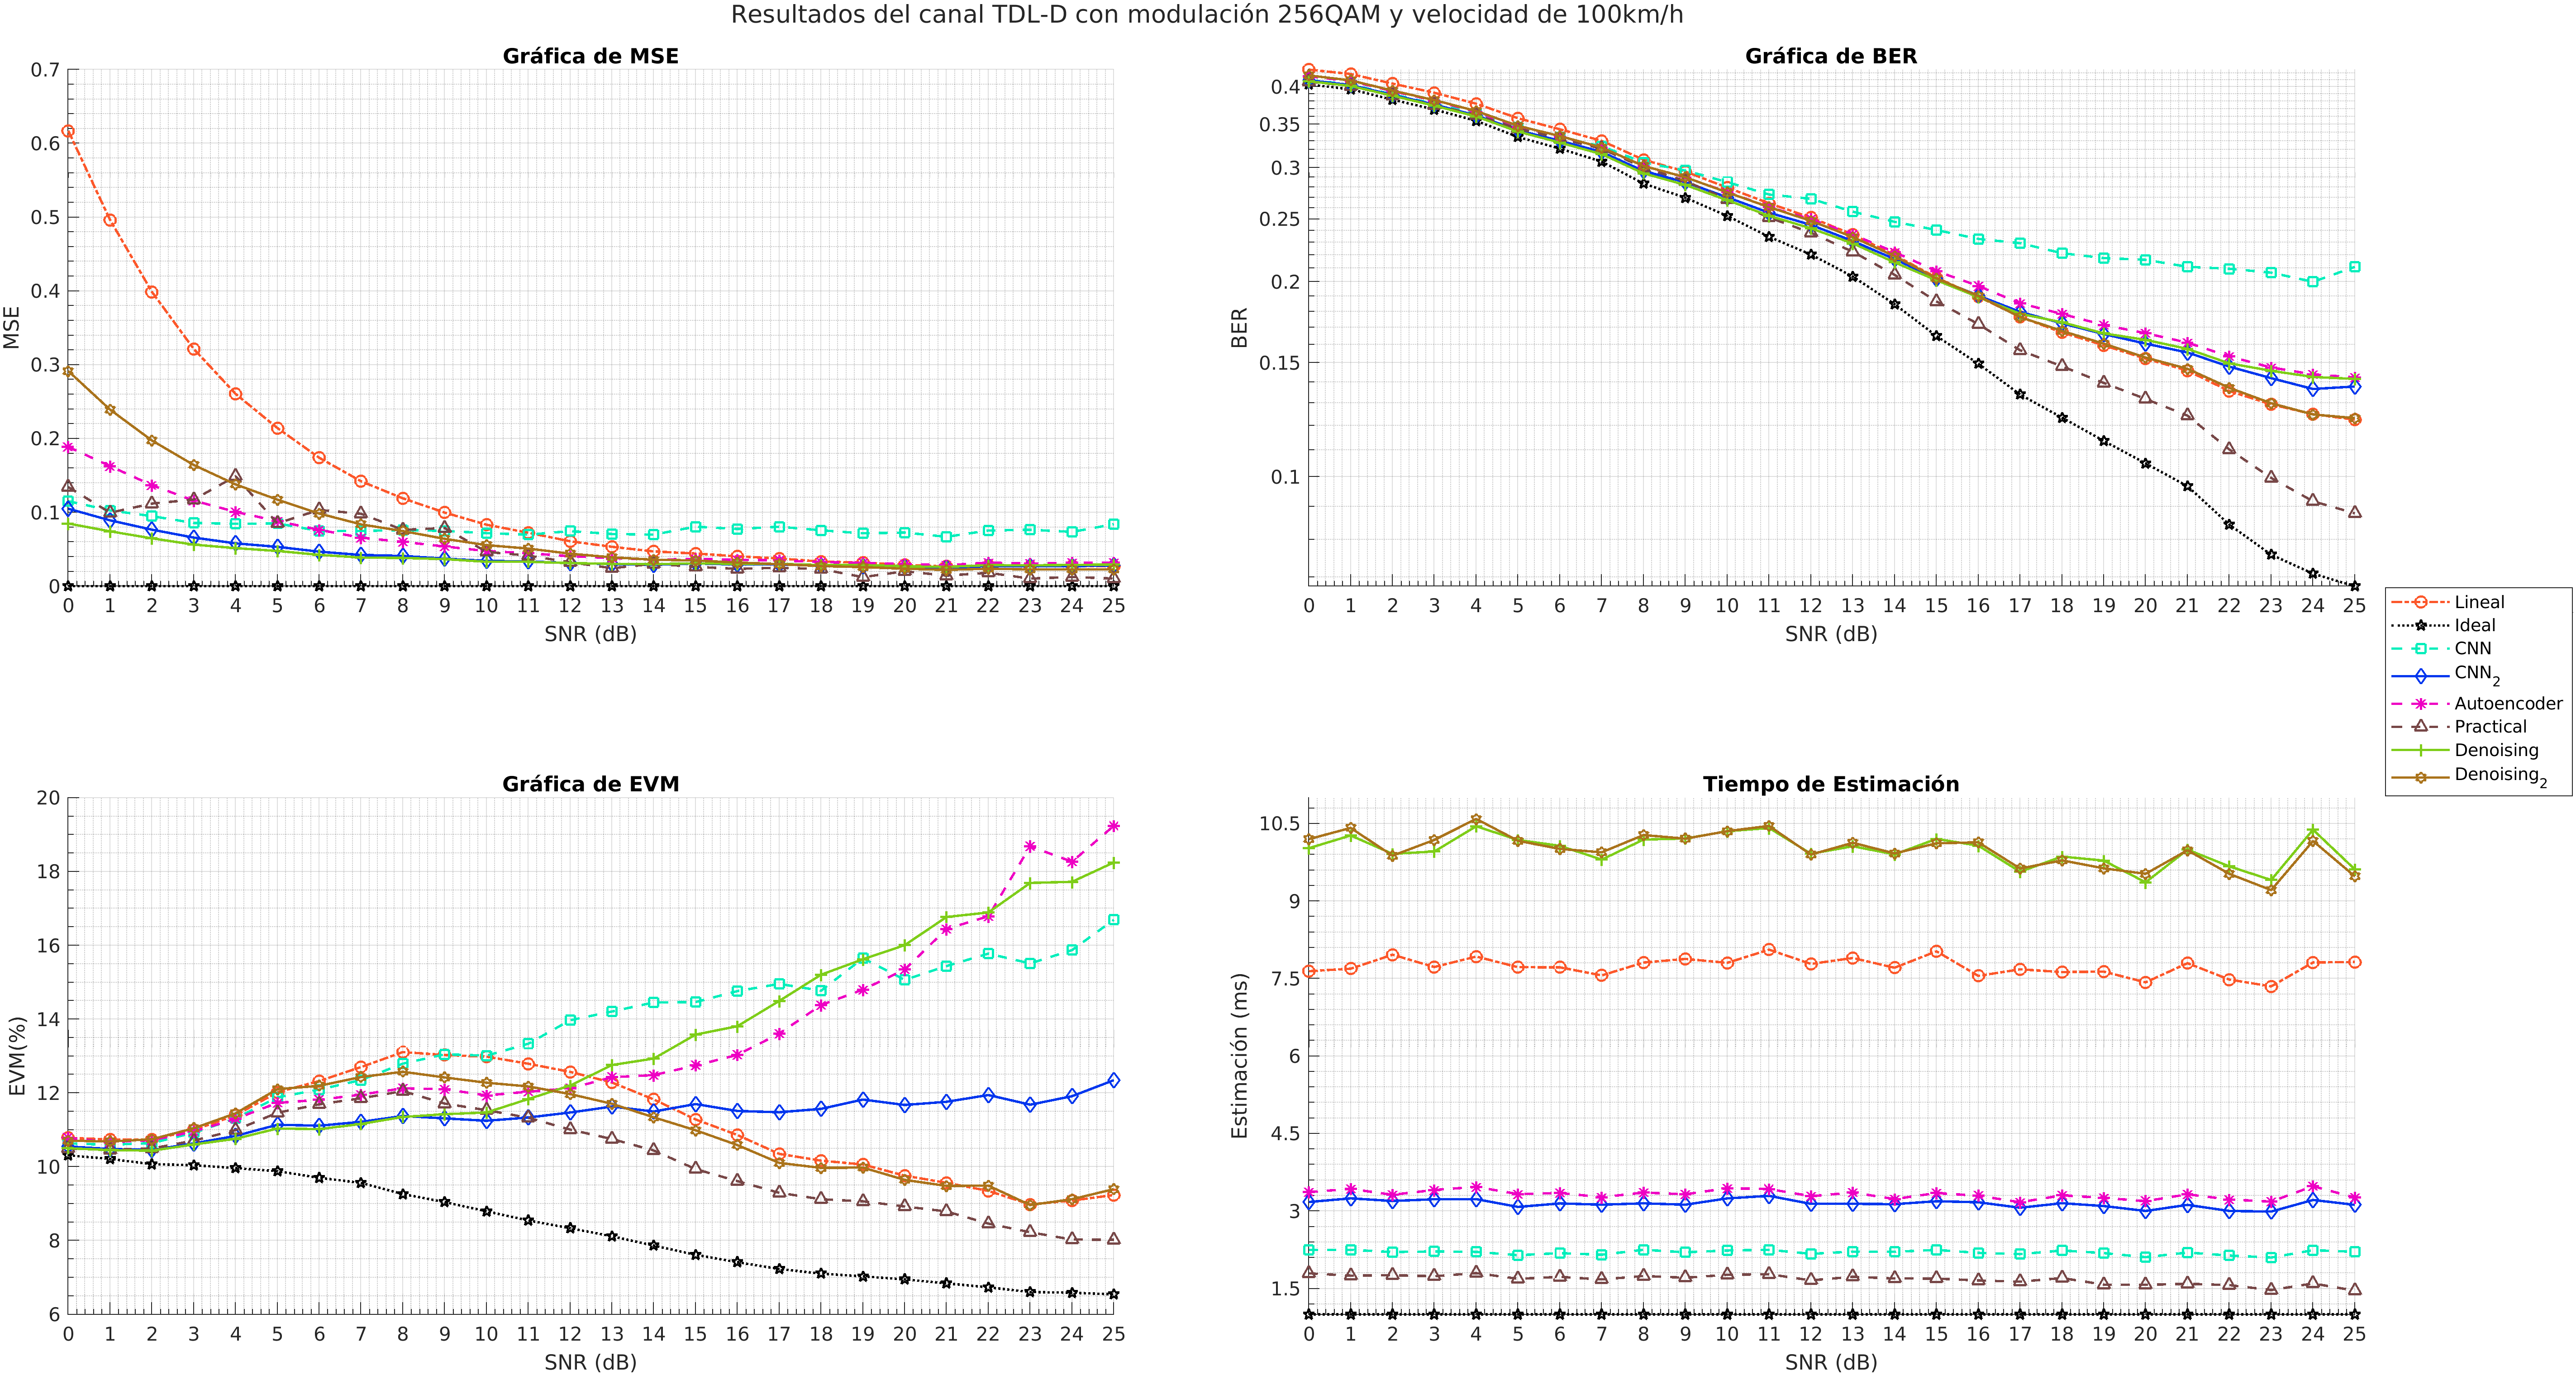 Resultados del canal TDL-D con modulación 256QAM y velocidad de 100km/h
Gráfica de MSE
0.7
0.6
0.5
0.4
0.3
0.2
0.1
0
MSE
0 1 2 3 4 5 6 7 8 9 10 11 12 13 14 15 16 17 18 19 20 21 22 23 24 25
SNR (dB)
Gráfica de BER
0.4
0.35
0.3
0.25
0.2
0.15
0.1
BER
0 1 2 3 4 5 6 7 8 9 10 11 12 13 14 15 16 17 18 19 20 21 22 23 24 25
SNR (dB)
Lineal
Ideal
CNN
CNN2
Autoencoder
Practical
Denoising
Denoising2
Gráfica de EVM
20
18
16
14
12
10
8
6
EVM(%)
0 1 2 3 4 5 6 7 8 9 10 11 12 13 14 15 16 17 18 19 20 21 22 23 24 25
SNR (dB)
Tiempo de Estimación
10.5
9
7.5
6
4.5
3
1.5
Estimación (ms)
0 1 2 3 4 5 6 7 8 9 10 11 12 13 14 15 16 17 18 19 20 21 22 23 24 25
SNR (dB)